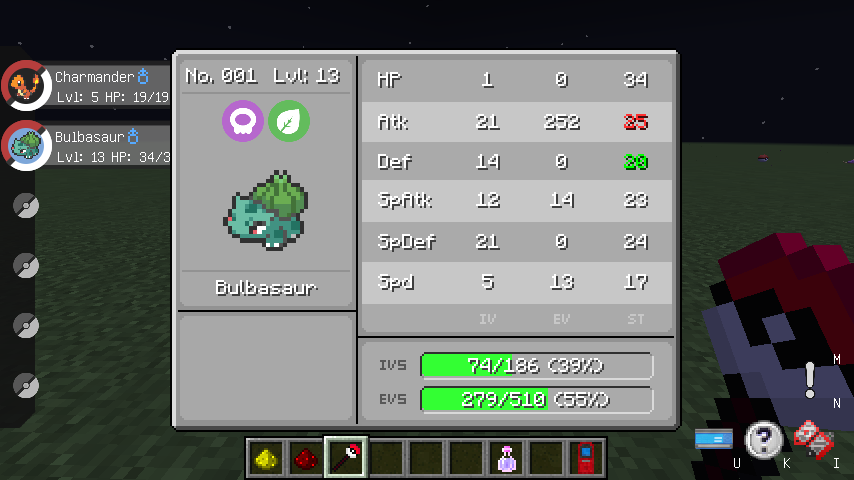 Charmander
Lvl: 5 HP: 19/19
Bulbasaur
Lvl: 13 HP: 34/3
No. 001 Lvl: 13
Bulbasaur
HP 1 0 34
Atk 21 252 25
Def 14 0 20
SpAtk 12 14 23
SpDef 21 0 24
Spd 5 13 17
IV EV ST
IVS 74/186 (39%)
EVS 279/510 (55%)
M
N
U K I